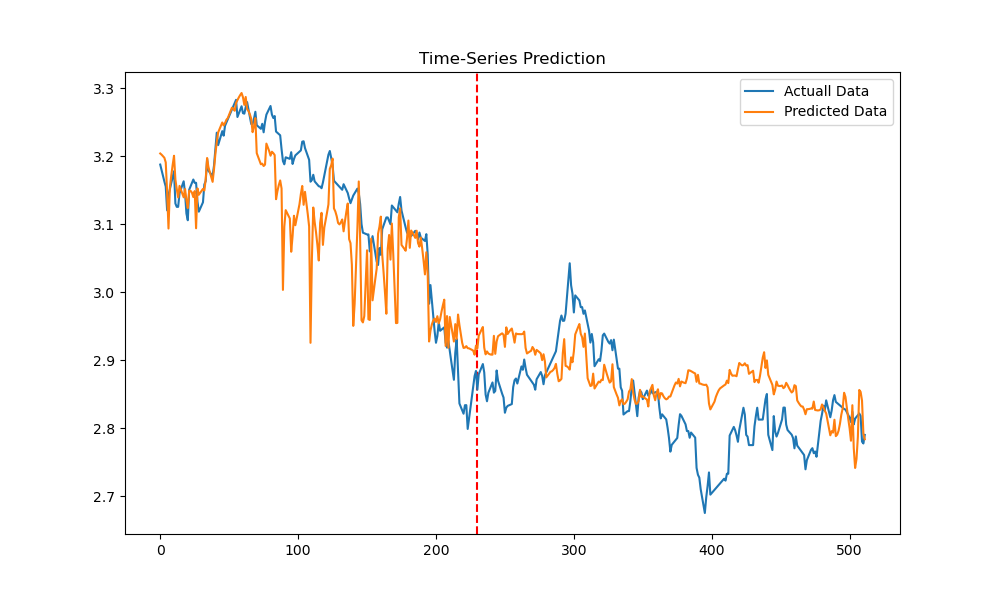 Time-Series Prediction
Actuall Data
Predicted Data
3.3
3.2
3.1
3.0
2.9
2.8
2.7
0 100 200 300 400 500